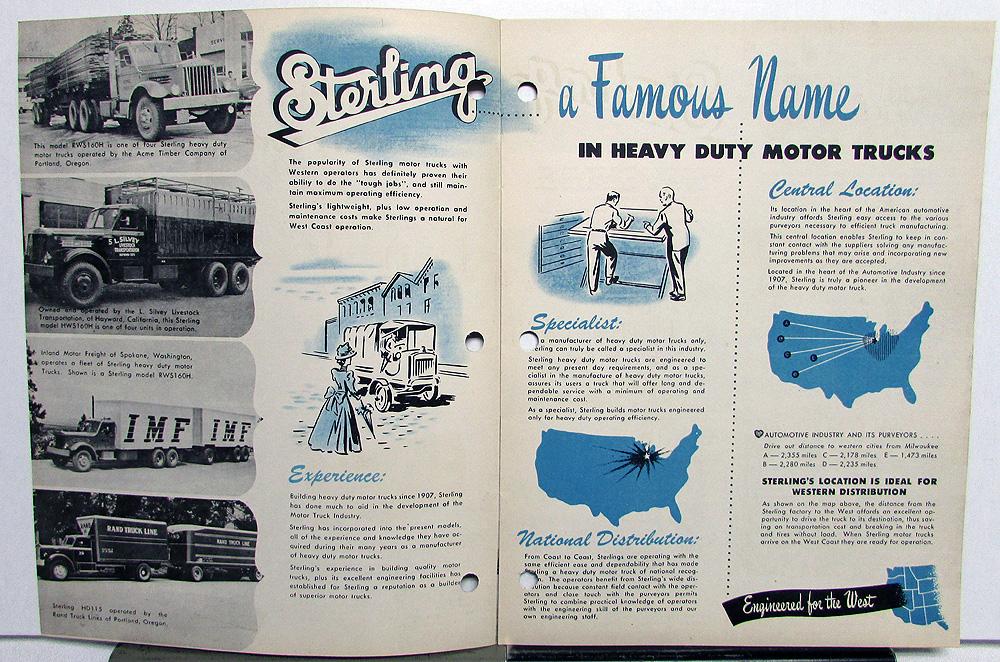 This model RWS160H is one of four Sterling heavy duty
motor trucks operated by the Acme Timber Company of
Portland, Oregon.
S. L. SILVEY
LIVESTOCK
TRANSPORTATION
Owned and operated by the L. Silvey Livestock
Transportation, of Hayward, California, this Sterling
model HWS160H is one of four units in operation.
Inland Motor Freight of Spokane, Washington,
operates a fleet of Sterling heavy duty motor
Trucks. Shown is a Sterling model RWS160H.
IMF IMF
RAND TRUCK LINE
RAND TRUCK LINE
Sterling HD115 operated by the
Rand Truck Lines of Portland, Oregon.
Sterling
The popularity of Sterling motor trucks with
Western operators has definitely proven their
ability to do the "tough jobs", and still main-
tain maximum operating efficiency.
Sterling's lightweight, plus low operation and
maintenance costs make Sterlings a natural for
West Coast operation.
Experience:
Building heavy duty motor trucks since 1907, Sterling
has done much to aid in the development of the
Motor Truck Industry.
Sterling has incorporated into the present models,
all of the experience and knowledge they have ac-
quired during their many years as a manufacturer
of heavy duty motor trucks.
Sterling's experience in building quality motor
trucks, plus its excellent engineering facilities has
established for Sterling a reputation as a builder
of superior motor trucks.
a Famous Name
IN HEAVY DUTY MOTOR TRUCKS
Specialist:
a manufacturer of heavy duty motor trucks only,
erling can truly be called a specialist in this industry.
Sterling heavy duty motor trucks are engineered to
meet any present day requirements, and as a spe-
cialist in the manufacture of heavy duty motor trucks,
assures its users a truck that will offer long and de-
pendable service with a minimum of operating and
maintenance cost.
As a specialist, Sterling builds motor trucks engineered
only for heavy duty operating efficiency.
National Distribution:
From Coast to Coast, Sterlings are operating with the
same efficient ease and dependability that has made
Sterling a heavy duty motor truck of national recog-
n. The operators benefit from Sterling's wide dis-
ution because constant field contact with the oper-
ators and close touch with the purveyors permits
Sterling to combine practical knowledge of operators
with the engineering skill of the purveyors and our
own engineering staff.
Central Location:
Its location in the heart of the American automotive
industry affords Sterling easy access to the various
purveyors necessary to efficient truck manufacturing.
This central location enables Sterling to keep in con-
stant contact with the suppliers solving any manufac-
turing problems that may arise and incorporating new
improvements as they are accepted.
Located in the heart of the Automotive Industry since
1907, Sterling is truly a pioneer in the development
of the heavy duty motor truck.
AUTOMOTIVE INDUSTRY AND ITS PURVEYORS . . . .
Drive out distance to western cities from Milwaukee
A — 2,355 miles C — 2,178 miles E — 1,473 miles
B — 2,280 miles D — 2,235 miles
STERLING'S LOCATION IS IDEAL FOR
WESTERN DISTRIBUTION
As shown on the map above, the distance from the
Sterling factory to the West affords an excellent op-
portunity to drive the truck to its destination, thus sav-
ing on transportation cost and breaking in the truck
and tires without load. When Sterling motor trucks
arrive on the West Coast they are ready for operation.
Engineered for the West